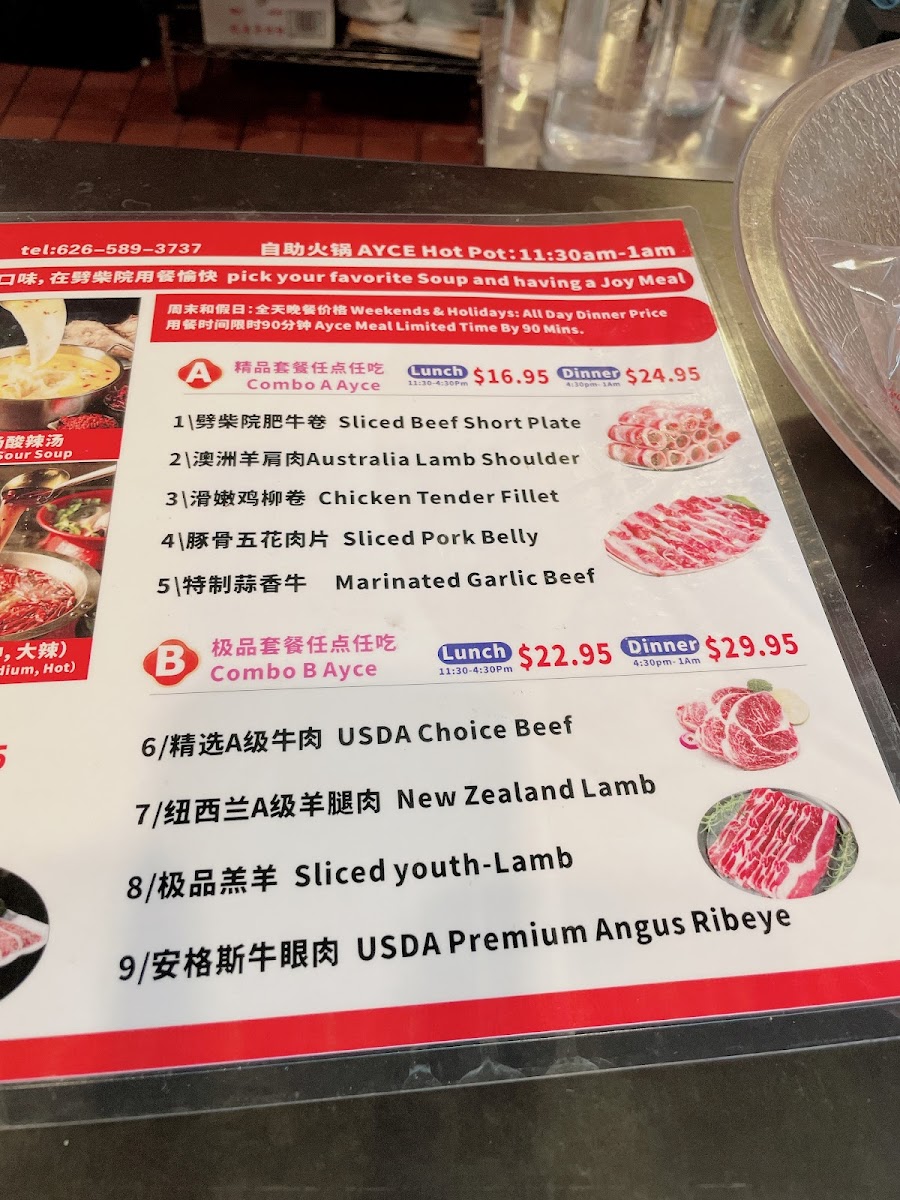 tel:626-589-3737
自助火锅 AYCE Hot Pot:11:30am-1am
口味, 在劈柴院用餐愉快 pick your favorite Soup and having a Joy Meal
周末和假日: 全天晚餐价格 Weekends & Holidays: All Day Dinner Price
用餐时间限时90分钟 Ayce Meal Limited Time By 90 Mins.
酸辣汤
Sour Soup
大辣)
Hot)
A 精品套餐任点任吃 Lunch $16.95 Dinner $24.95
Combo A Ayce 11:30-4:30Pm 4:30pm-1Am
1\劈柴院肥牛卷 Sliced Beef Short Plate
2\澳洲羊肩肉Australia Lamb Shoulder
3\滑嫩鸡柳卷 Chicken Tender Fillet
4\豚骨五花肉片 Sliced Pork Belly
5\特制蒜香牛 Marinated Garlic Beef
B 极品套餐任点任吃 Lunch $22.95 Dinner $29.95
Combo B Ayce 11:30-4:30Pm 4:30pm-1Am
6/精选A级牛肉 USDA Choice Beef
7/纽西兰A级羊腿肉 New Zealand Lamb
8/极品羔羊 Sliced youth-Lamb
9/安格斯牛眼肉 USDA Premium Angus Ribeye